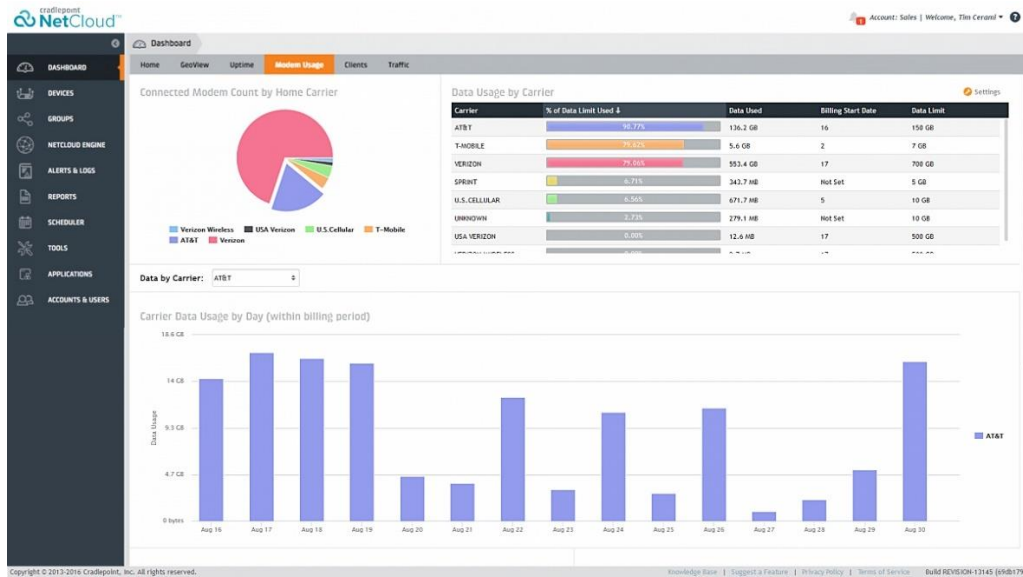 cradlepoint
NetCloud
1
Account: Sales | Welcome, Tim Cerami
?
Dashboard
DASHBOARD
DEVICES
GROUPS
NETCLOUD ENGINE
ALERTS & LOGS
REPORTS
SCHEDULER
TOOLS
APPLICATIONS
ACCOUNTS & USERS
Home GeoView Uptime Modem Usage Clients Traffic
Connected Modem Count by Home Carrier
Verizon Wireless USA Verizon U.S.Cellular T-Mobile
AT&T Verizon
Data Usage by Carrier
Settings
Carrier % of Data Limit Used Data Used Billing Start Date Data Limit
AT&T 90.77% 136.2 GB 16 150 GB
T-MOBILE 79.62% 5.6 GB 2 7 GB
VERIZON 79.06% 553.4 GB 17 700 GB
SPRINT 6.71% 343.7 MB Not Set 5 GB
U.S.CELLULAR 6.56% 671.7 MB 5 10 GB
UNKNOWN 2.73% 279.1 MB Not Set 10 GB
USA VERIZON 0.00% 12.6 MB 17 500 GB
Data by Carrier: AT&T
Carrier Data Usage by Day (within billing period)
18.6 GB
14 GB
9.3 GB
4.7 GB
0 bytes
Data Usage
Aug 16 Aug 17 Aug 18 Aug 19 Aug 20 Aug 21 Aug 22 Aug 23 Aug 24 Aug 25 Aug 26 Aug 27 Aug 28 Aug 29 Aug 30
AT&T
Copyright © 2013-2016 Cradlepoint, Inc. All rights reserved.
Knowledge Base | Suggest a Feature | Privacy Policy | Terms of Service Build REVISION-13145 (69db179